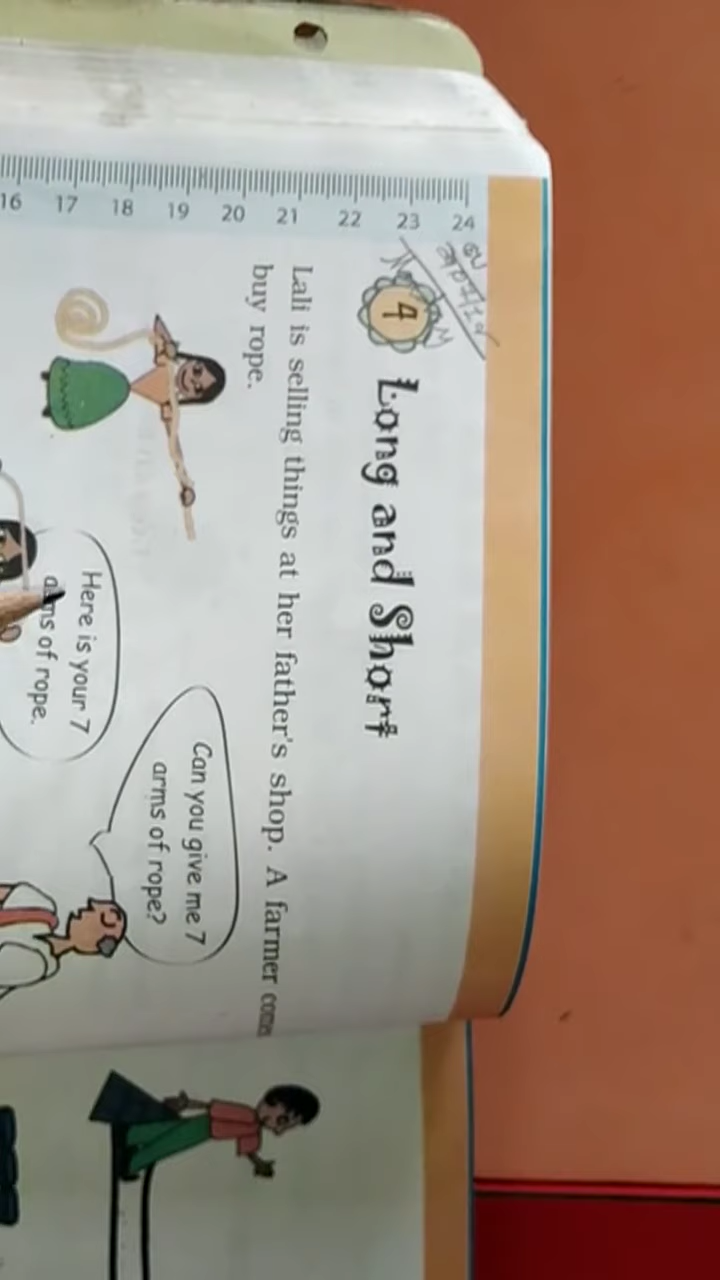 4 Long and Short
Lali is selling things at her father's shop. A farmer
buy rope.
Can you give me 7
arms of rope?
Here is your 7
arms of rope.
16 17 18 19 20 21 22 23 24